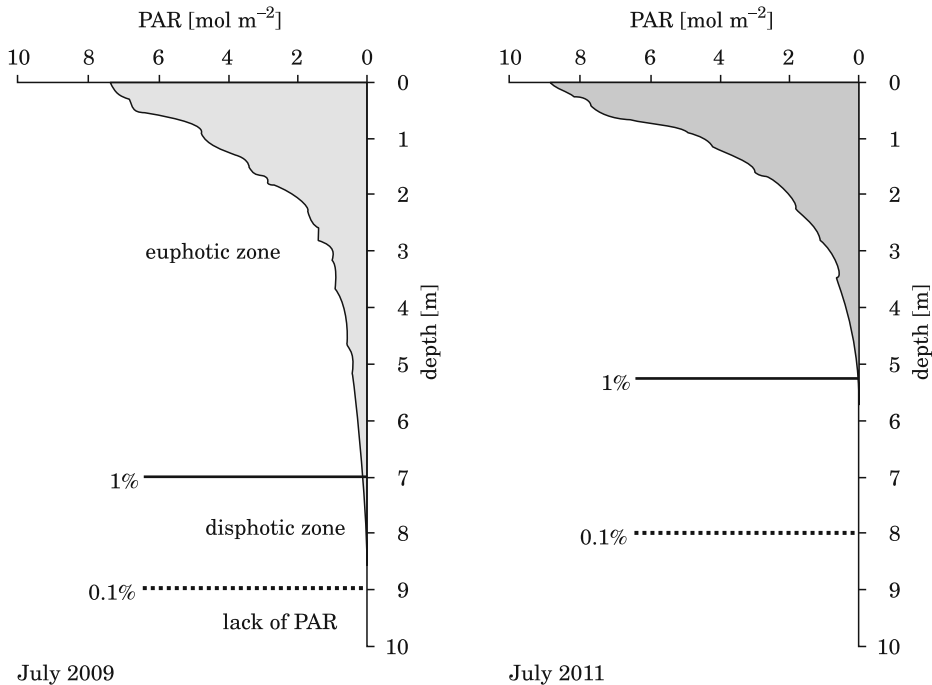 PAR [mol m⁻²]
10 8 6 4 2 0
0
1
2
3
4
5
6
7
8
9
10
depth [m]
euphotic zone
1%
disphotic zone
0.1%
lack of PAR
July 2009
PAR [mol m⁻²]
10 8 6 4 2 0
0
1
2
3
4
5
6
7
8
9
10
depth [m]
1%
0.1%
July 2011